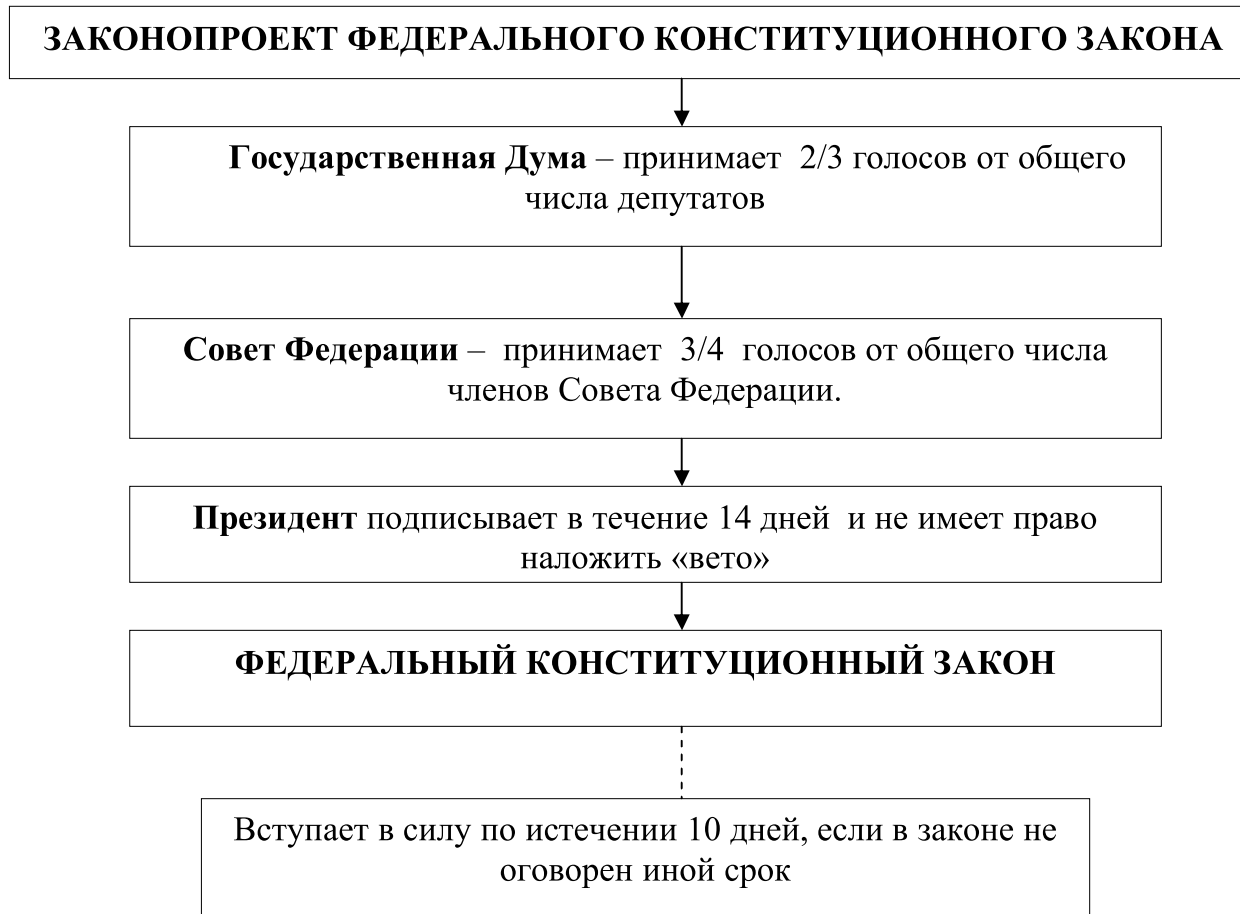 ЗАКОНОПРОЕКТ ФЕДЕРАЛЬНОГО КОНСТИТУЦИОННОГО ЗАКОНА
Государственная Дума – принимает 2/3 голосов от общего
числа депутатов
Совет Федерации – принимает 3/4 голосов от общего числа
членов Совета Федерации.
Президент подписывает в течение 14 дней и не имеет право
наложить «вето»
ФЕДЕРАЛЬНЫЙ КОНСТИТУЦИОННЫЙ ЗАКОН
Вступает в силу по истечении 10 дней, если в законе не
оговорен иной срок